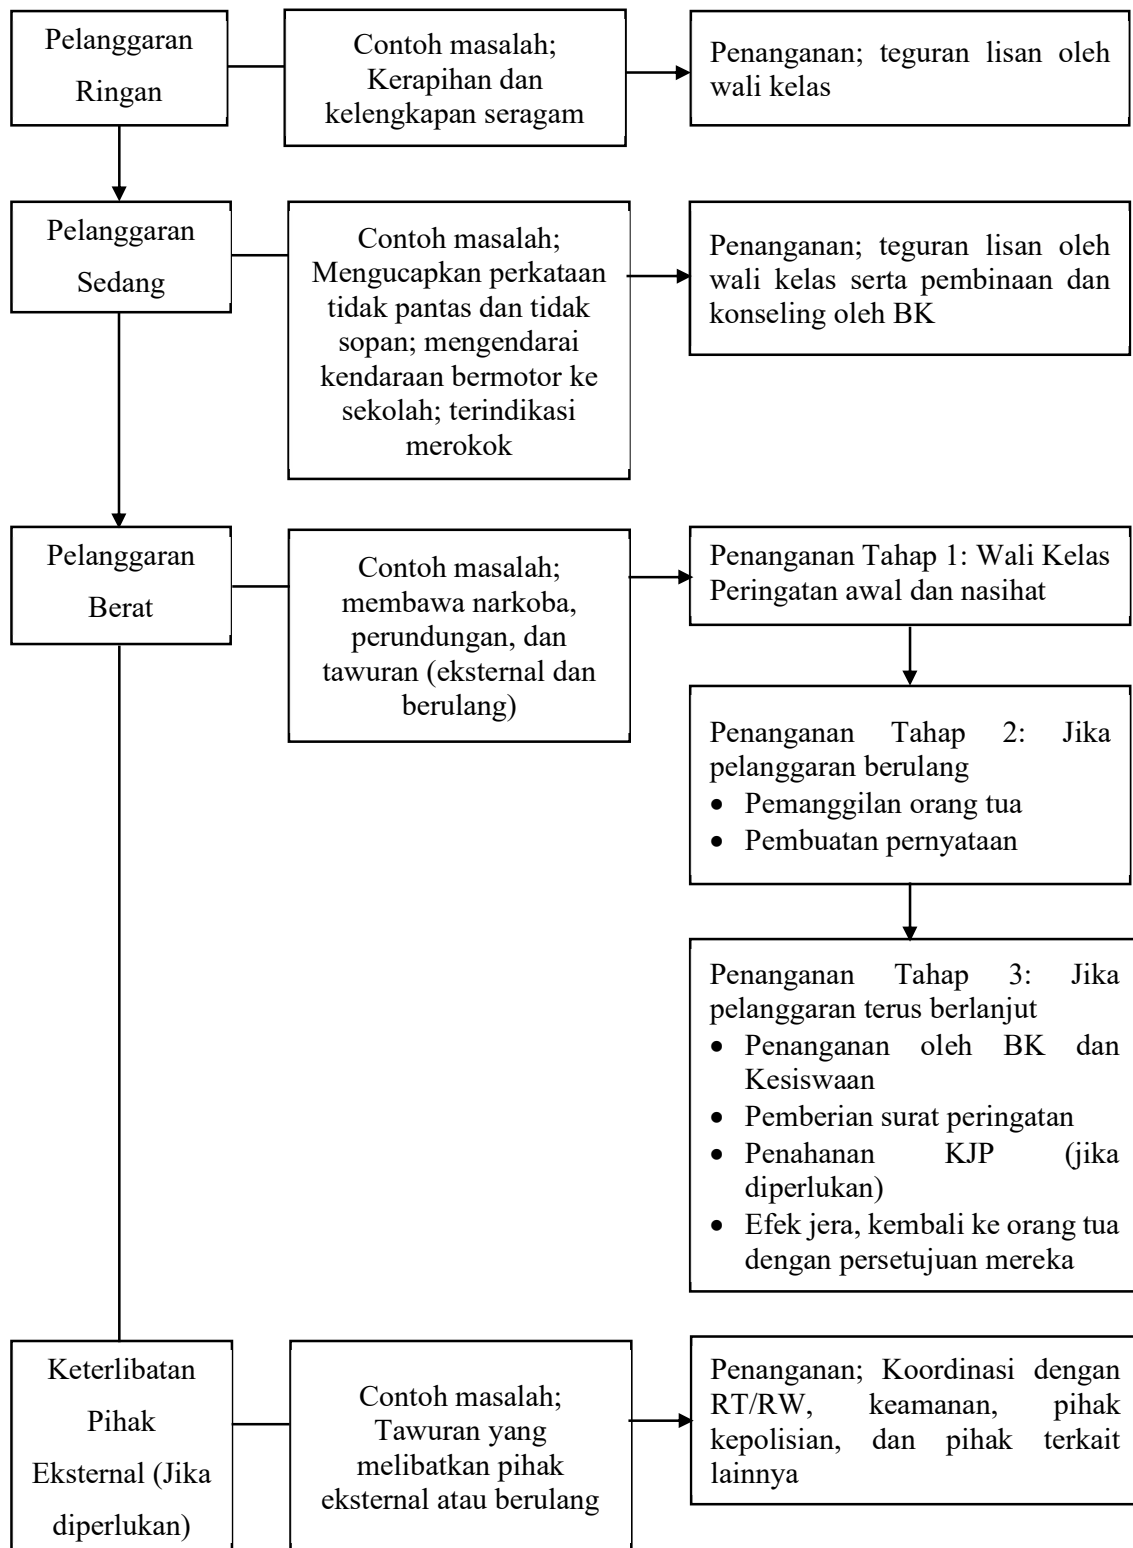 Pelanggaran
Ringan
Contoh masalah;
Kerapihan dan
kelengkapan seragam
Penanganan; teguran lisan oleh
wali kelas
Pelanggaran
Sedang
Contoh masalah;
Mengucapkan perkataan
tidak pantas dan tidak
sopan; mengendarai
kendaraan bermotor ke
sekolah; terindikasi
merokok
Penanganan; teguran lisan oleh
wali kelas serta pembinaan dan
konseling oleh BK
Pelanggaran
Berat
Contoh masalah;
membawa narkoba,
perundungan, dan
tawuran (eksternal dan
berulang)
Penanganan Tahap 1: Wali Kelas
Peringatan awal dan nasihat
Penanganan Tahap 2: Jika
pelanggaran berulang
• Pemanggilan orang tua
• Pembuatan pernyataan
Penanganan Tahap 3: Jika
pelanggaran terus berlanjut
• Penanganan oleh BK dan
Kesiswaan
• Pemberian surat peringatan
• Penahanan KJP (jika
diperlukan)
• Efek jera, kembali ke orang tua
dengan persetujuan mereka
Keterlibatan
Pihak
Eksternal (Jika
diperlukan)
Contoh masalah;
Tawuran yang
melibatkan pihak
eksternal atau berulang
Penanganan; Koordinasi dengan
RT/RW, keamanan, pihak
kepolisian, dan pihak terkait
lainnya